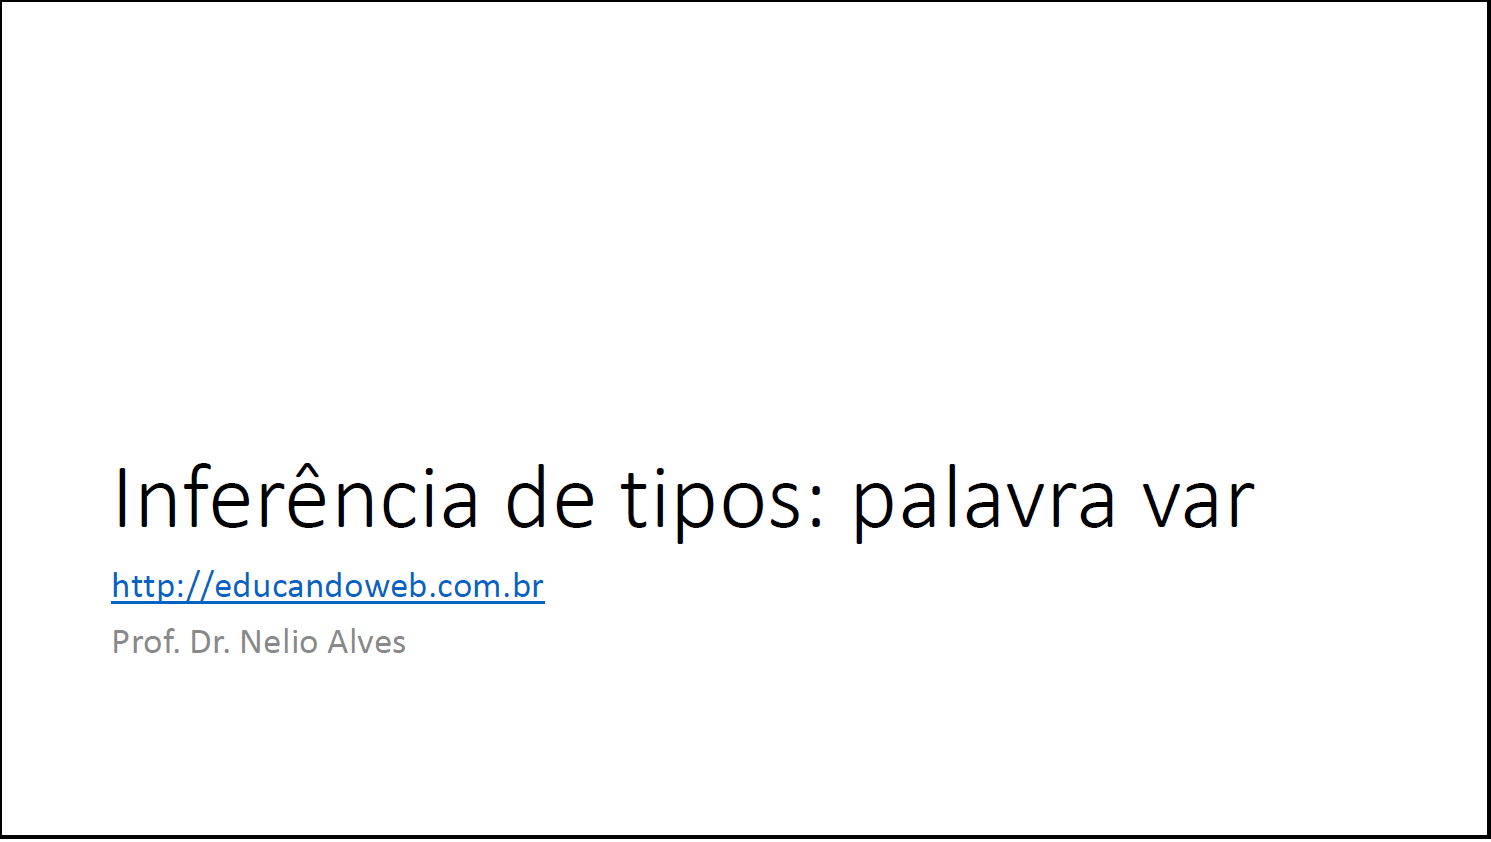 Inferência de tipos: palavra var
http://educandoweb.com.br
Prof. Dr. Nelio Alves